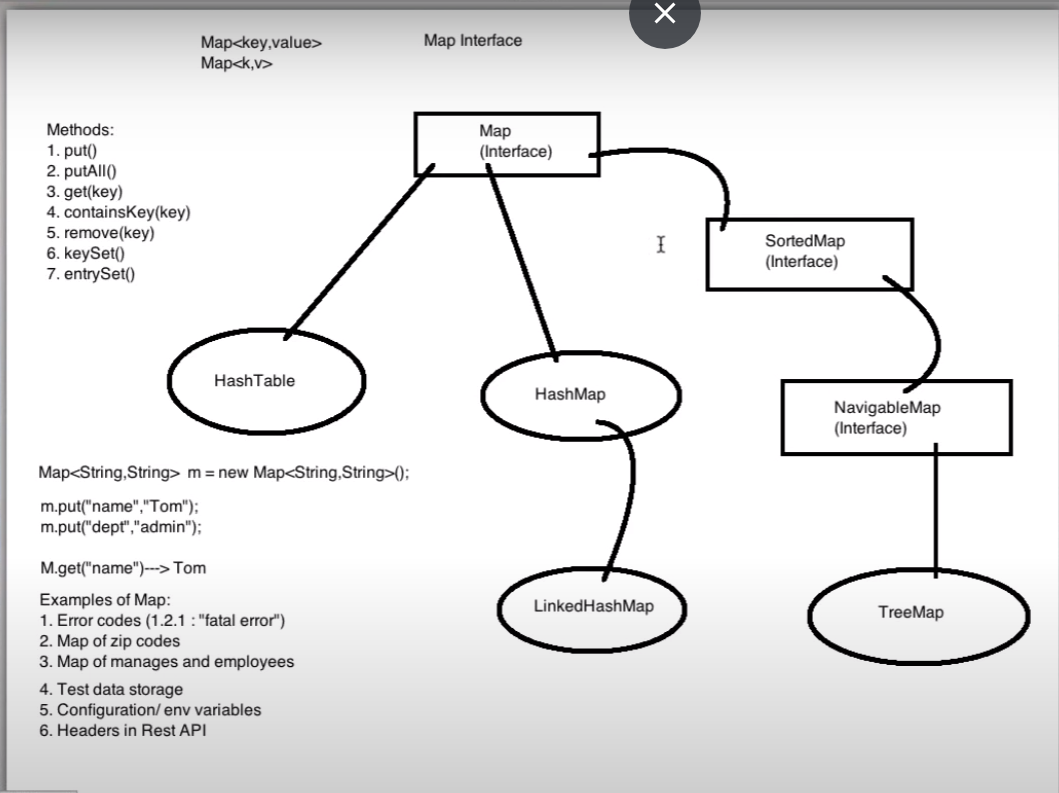 Map<key,value>
Map<k,v>
Map Interface
Methods:
1. put()
2. putAll()
3. get(key)
4. containsKey(key)
5. remove(key)
6. keySet()
7. entrySet()
Map
(Interface)
SortedMap
(Interface)
HashTable
HashMap
NavigableMap
(Interface)
LinkedHashMap
TreeMap
Map<String,String> m = new Map<String,String>();
m.put("name","Tom");
m.put("dept","admin");
M.get("name")---> Tom
Examples of Map:
1. Error codes (1.2.1 : "fatal error")
2. Map of zip codes
3. Map of manages and employees
4. Test data storage
5. Configuration/ env variables
6. Headers in Rest API